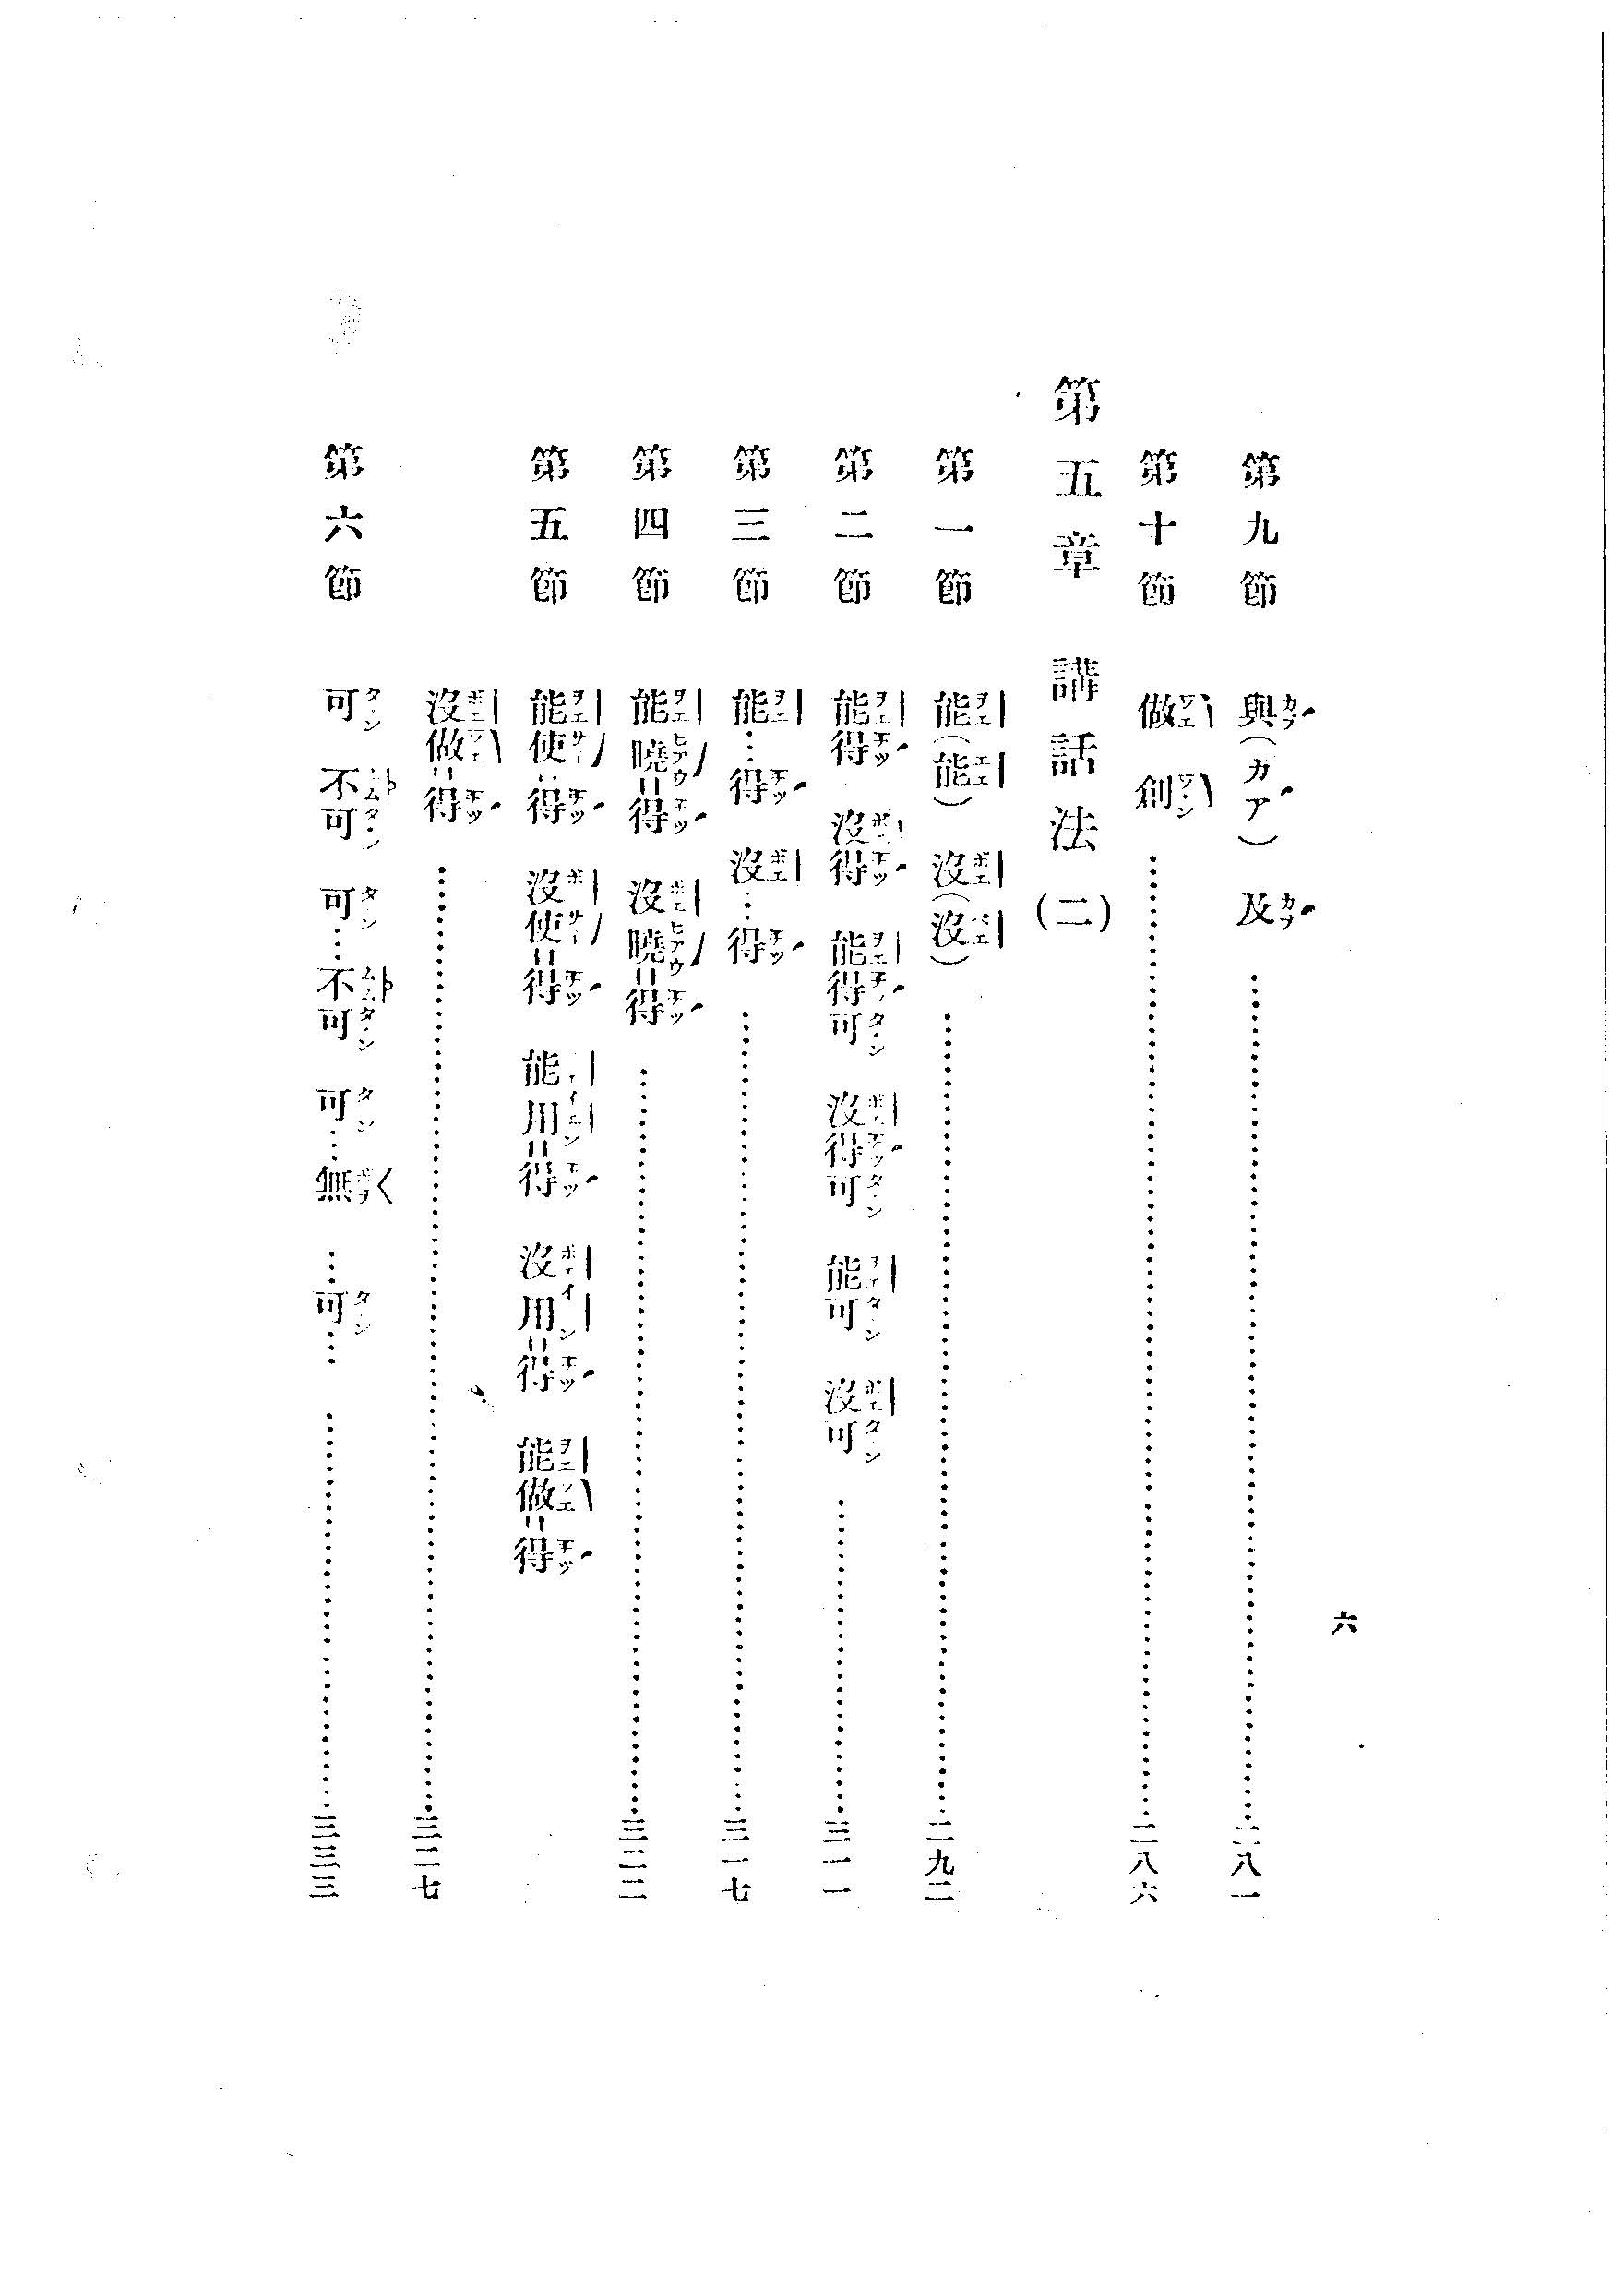 六
第九節 與(カア) 及……二八一
第十節 做 創……二八六
第五章 講話法(二)
第一節 能(能) 沒(沒)……二九二
第二節 能得 沒得 能得可 沒得可 能可 沒可……三一一
第三節 能…得 沒…得……三一七
第四節 能曉=得 沒曉=得……三二二
第五節 能使=得 沒使=得 能用=得 沒用=得 能做=得
沒做=得……三二七
第六節 可 不可 可…不可 可…無 …可………三三三